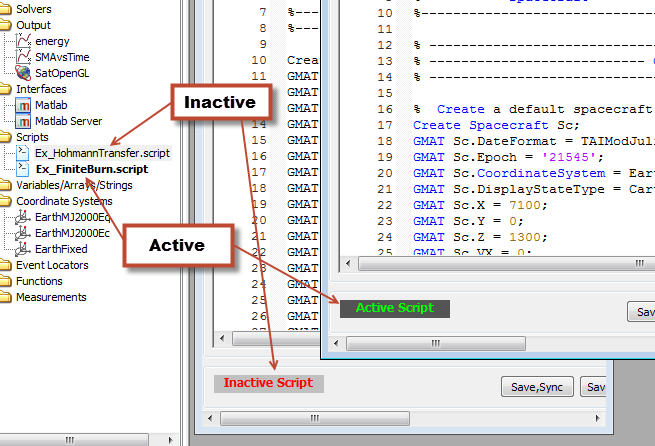 Solvers
Output
energy
SMAvsTime
SatOpenGL
Interfaces
Matlab
Matlab Server
Scripts
Ex_HohmannTransfer.script
Ex_FiniteBurn.script
Variables/Arrays/Strings
Coordinate Systems
EarthMJ2000Eq
EarthMJ2000Ec
EarthFixed
Event Locators
Functions
Measurements
Inactive
Active
7 %---
8 %---
9
10 Crea
11 GMAT
12 GMAT
13 GMAT
14 GMAT
15 GMAT
16 GMAT
17 GMAT
18 GMAT
19 GMAT
20 GMAT
21 GMAT
22 GMAT
23 GMAT
24 GMAT
25 GMAT
26 GMAT
Inactive Script
Save,Sync
Sav
10 %-----------------------------
11
12 % -----------------------------
13 % -----------------------------
14 % -----------------------------
15
16 % Create a default spacecraft
17 Create Spacecraft Sc;
18 GMAT Sc.DateFormat = TAIModJuli
19 GMAT Sc.Epoch = '21545';
20 GMAT Sc.CoordinateSystem = Eart
21 GMAT Sc.DisplayStateType = Cart
22 GMAT Sc.X = 7100;
23 GMAT Sc.Y = 0;
24 GMAT Sc.Z = 1300;
25 GMAT Sc.VX = 0;
Active Script
Sav